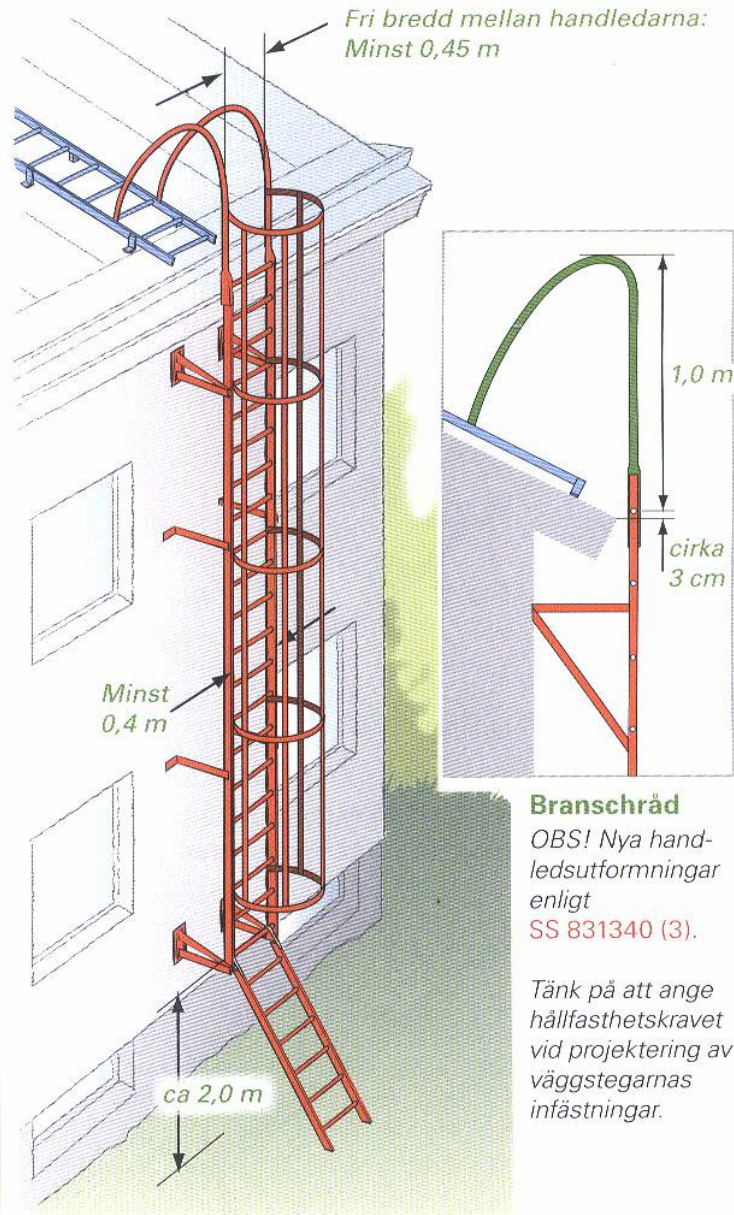 Fri bredd mellan handledarna:
Minst 0,45 m
1,0 m
cirka
3 cm
Minst
0,4 m
ca 2,0 m
Branschråd
OBS! Nya hand-
ledsutformningar
enligt
SS 831340 (3).
Tänk på att ange
hållfasthetskravet
vid projektering av
väggstegarnas
infästningar.